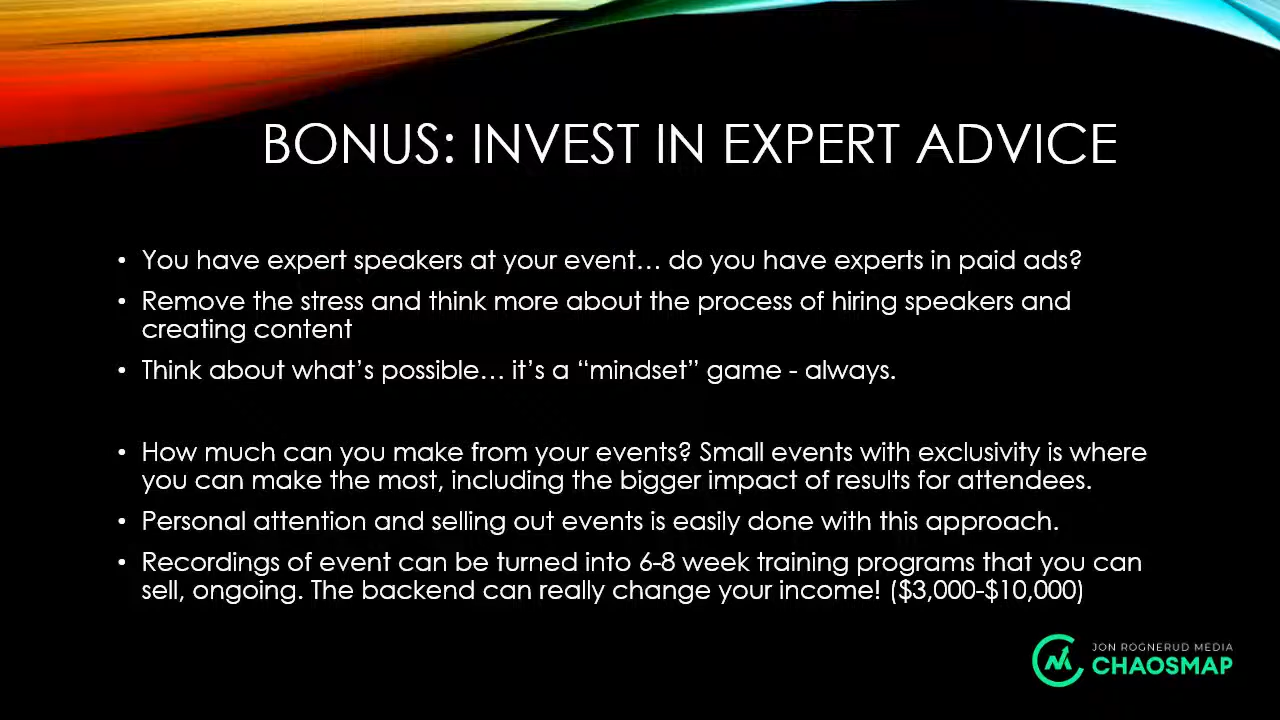 BONUS: INVEST IN EXPERT ADVICE
• You have expert speakers at your event... do you have experts in paid ads?
• Remove the stress and think more about the process of hiring speakers and
creating content
• Think about what’s possible... it’s a “mindset” game - always.
• How much can you make from your events? Small events with exclusivity is where
you can make the most, including the bigger impact of results for attendees.
• Personal attention and selling out events is easily done with this approach.
• Recordings of event can be turned into 6-8 week training programs that you can
sell, ongoing. The backend can really change your income! ($3,000-$10,000)
JON ROGNERUD MEDIA
CHAOSMAP